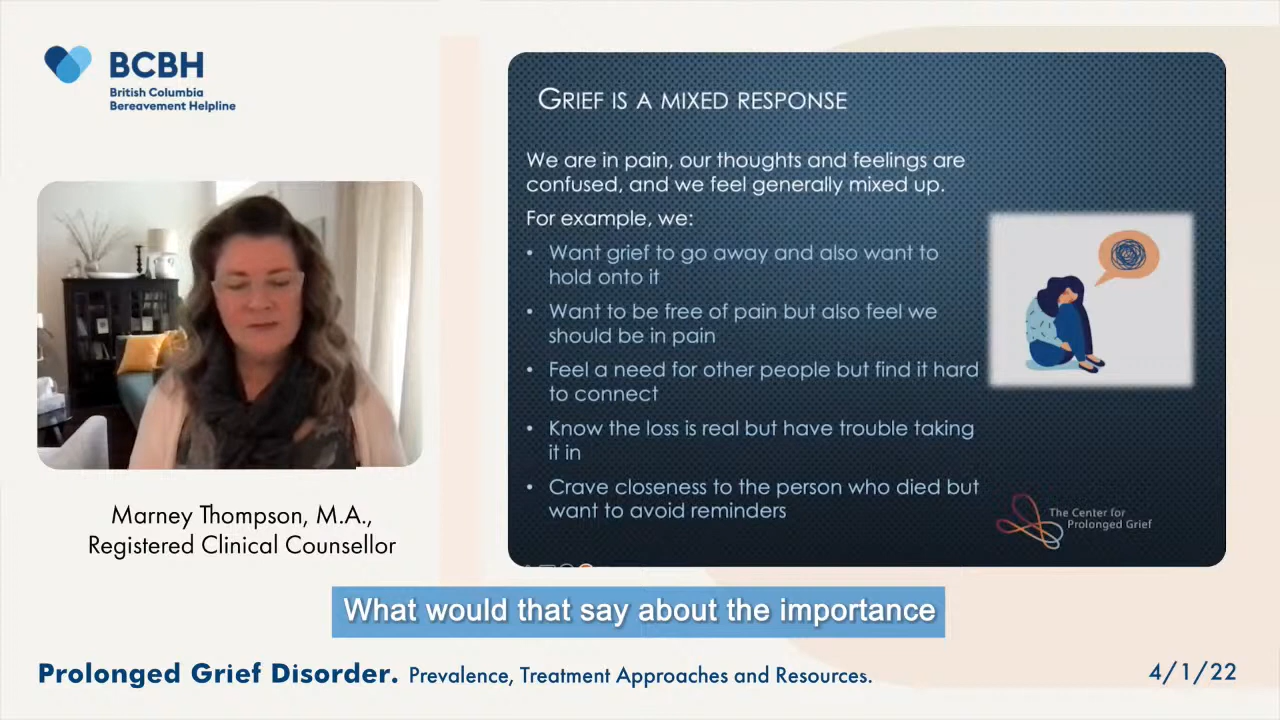 BCBH
British Columbia
Bereavement Helpline
GRIEF IS A MIXED RESPONSE
We are in pain, our thoughts and feelings are
confused, and we feel generally mixed up.
For example, we:
• Want grief to go away and also want to
hold onto it
• Want to be free of pain but also feel we
should be in pain
• Feel a need for other people but find it hard
to connect
• Know the loss is real but have trouble taking
it in
• Crave closeness to the person who died but
want to avoid reminders
The Center for
Prolonged Grief
Marney Thompson, M.A.,
Registered Clinical Counsellor
What would that say about the importance
Prolonged Grief Disorder. Prevalence, Treatment Approaches and Resources.
4/1/22